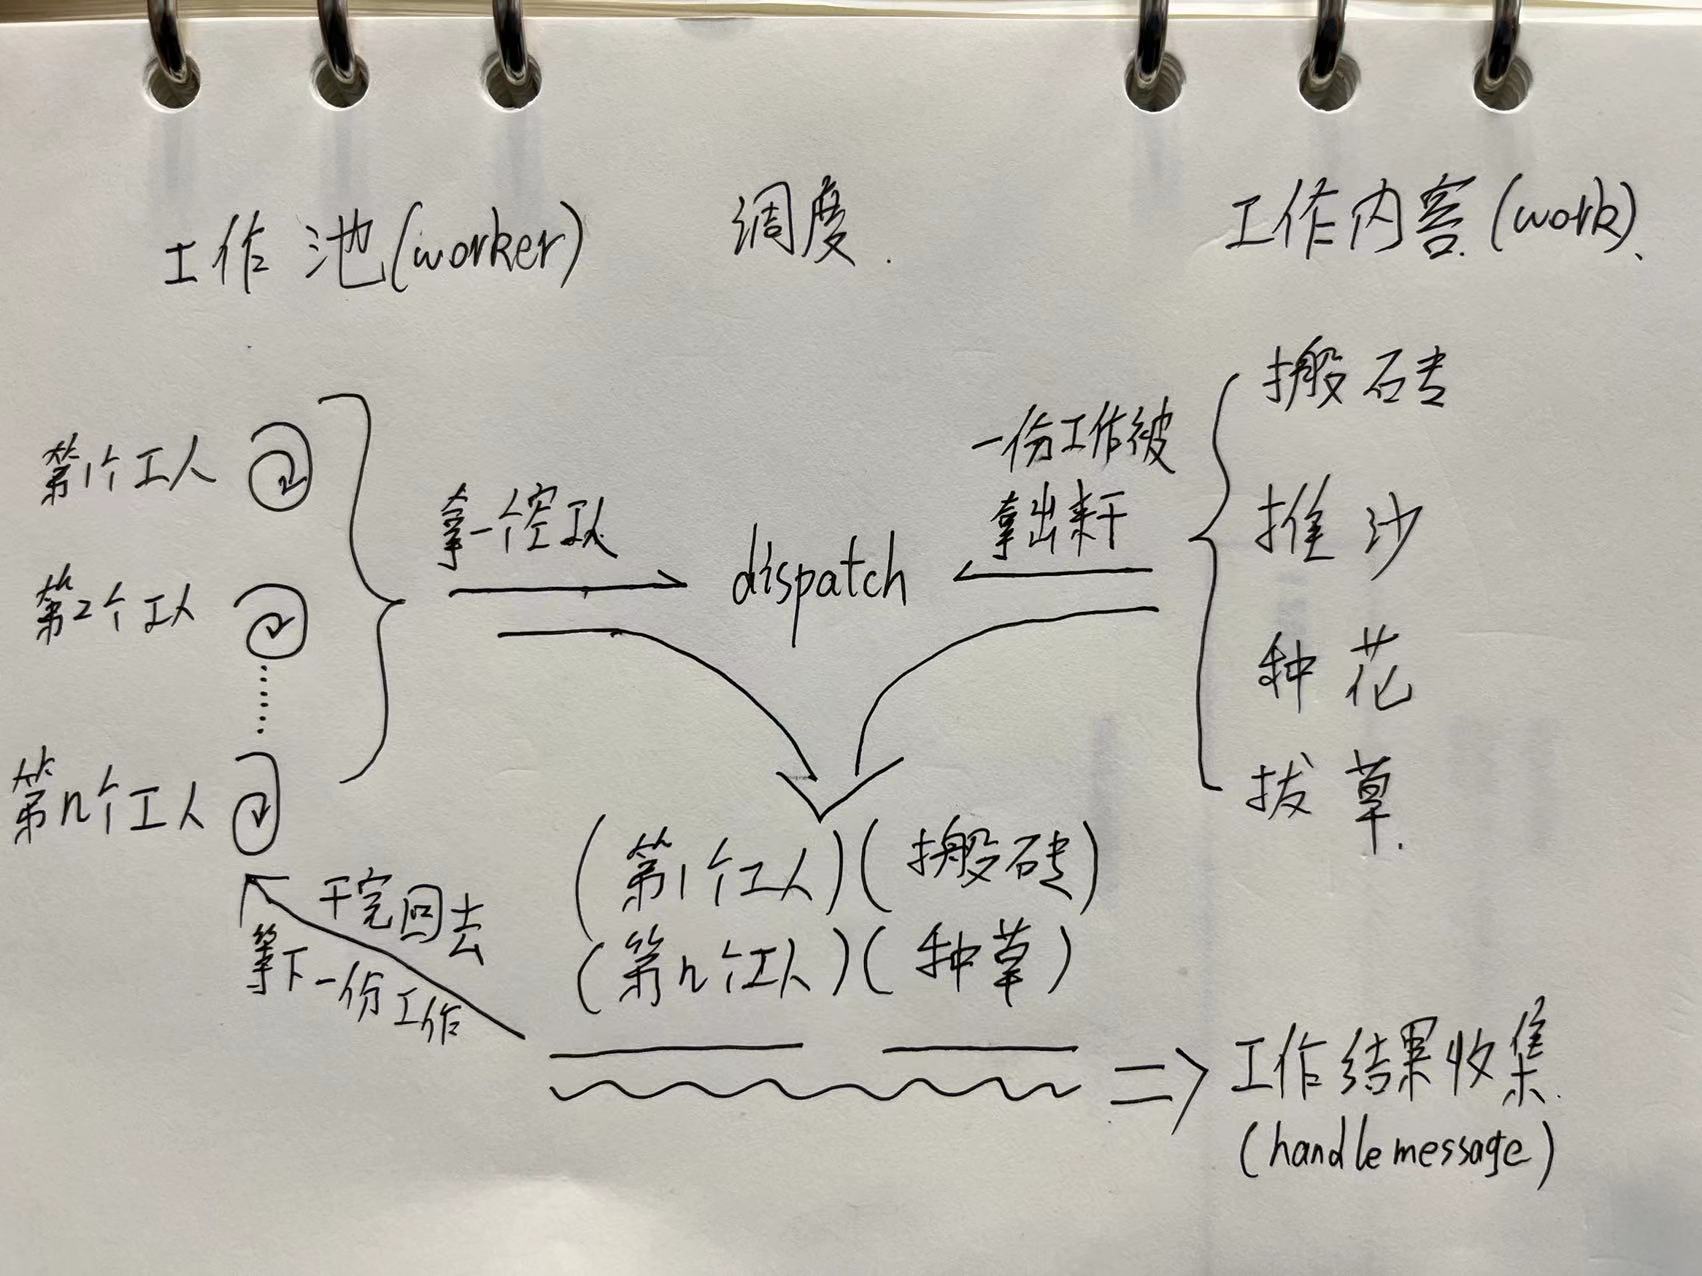 工作池(worker)
调度.
工作内容(work)、
第1个工人
第2个工人
第n个工人
拿一个空工人
dispatch
一份工作被
拿出来干
搬砖
推沙
种花
拔草.
(第1个工人)(搬砖)
(第n个工人)(种草)
干完回去
等下一份工作
工作结果收集.
(handle message)